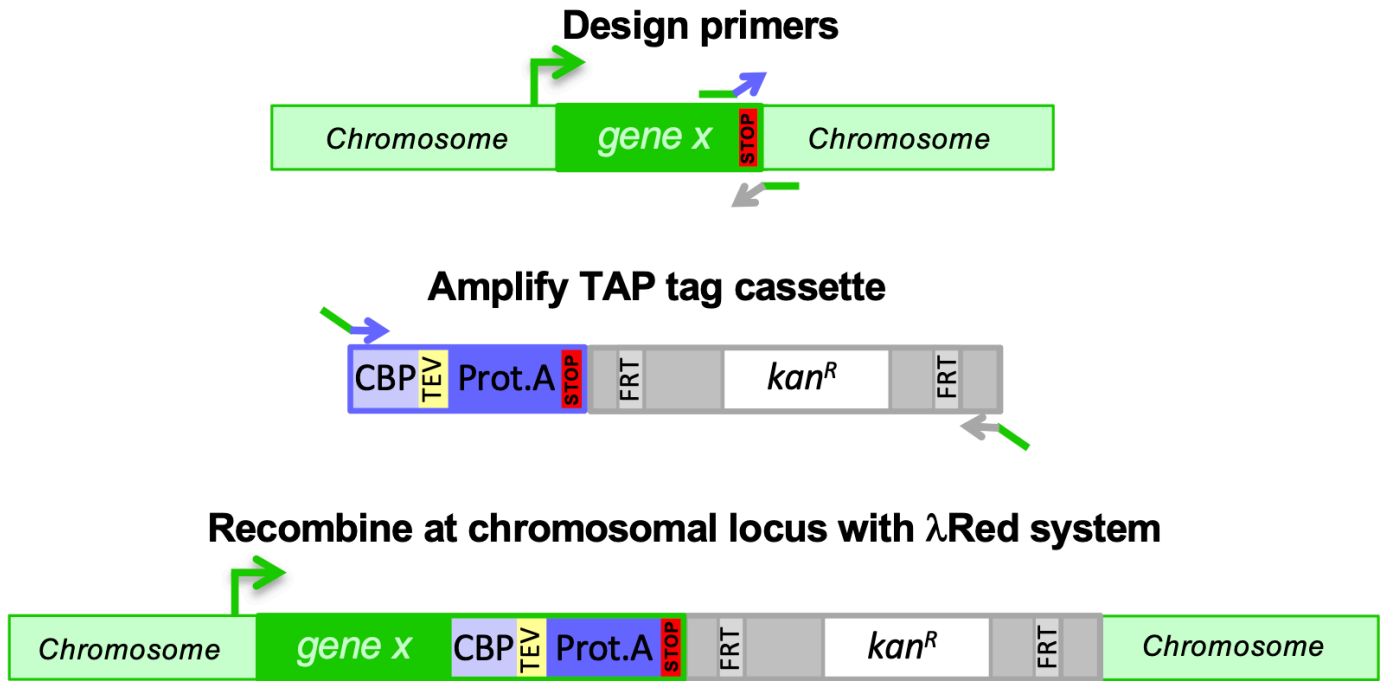 Design primers
Chromosome gene x STOP Chromosome
Amplify TAP tag cassette
CBP TEV Prot.A STOP FRT kanR FRT
Recombine at chromosomal locus with λRed system
Chromosome gene x CBP TEV Prot.A STOP FRT kanR FRT Chromosome